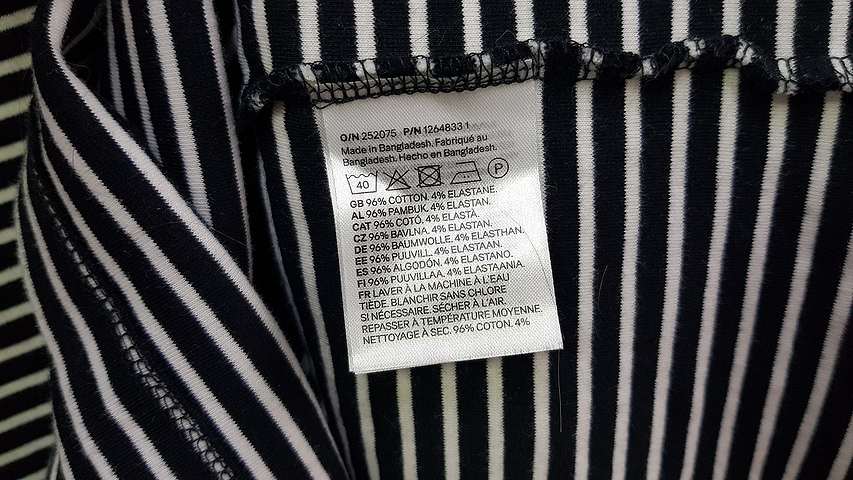 O/N 252075 P/N 1264833 1
Made in Bangladesh. Fabriqué au
Bangladesh. Hecho en Bangladesh.
40 P
GB 96% COTTON. 4% ELASTANE.
AL 96% PAMBUK. 4% ELASTAN.
CAT 96% COTÓ. 4% ELASTÀ.
CZ 96% BAVLNA. 4% ELASTAN.
DE 96% BAUMWOLLE. 4% ELASTHAN.
EE 96% PUUVILL. 4% ELASTAAN.
ES 96% ALGODÓN. 4% ELASTANO.
FI 96% PUUVILLAA. 4% ELASTAANIA.
FR LAVER À LA MACHINE À L'EAU
TIÈDE. BLANCHIR SANS CHLORE
SI NÉCESSAIRE. SÉCHER À L'AIR.
REPASSER À TEMPÉRATURE MOYENNE.
NETTOYAGE À SEC. 96% COTON. 4%